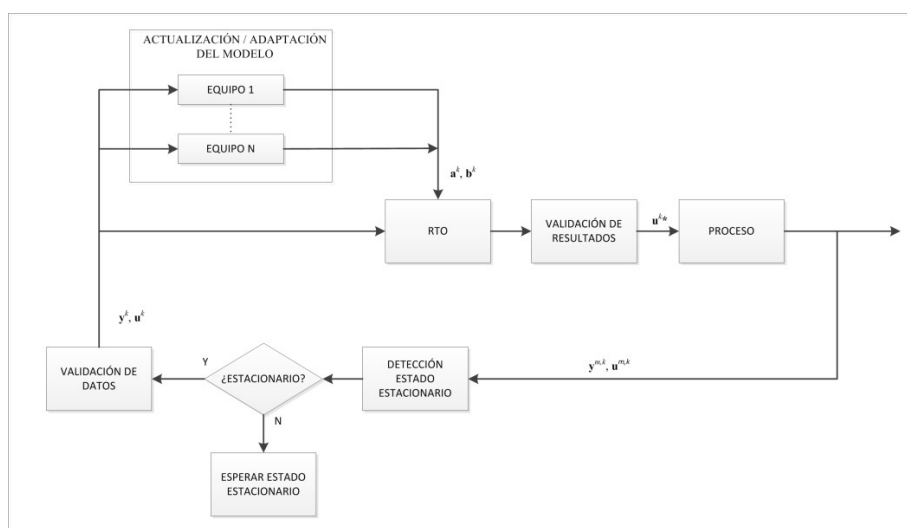 ACTUALIZACIÓN / ADAPTACIÓN
DEL MODELO
EQUIPO 1
EQUIPO N
a^k, b^k
RTO
VALIDACIÓN DE
RESULTADOS
u^k,*
PROCESO
y^k, u^k
VALIDACIÓN DE
DATOS
Y
¿ESTACIONARIO?
N
DETECCIÓN
ESTADO
ESTACIONARIO
y^m,k, u^m,k
ESPERAR ESTADO
ESTACIONARIO